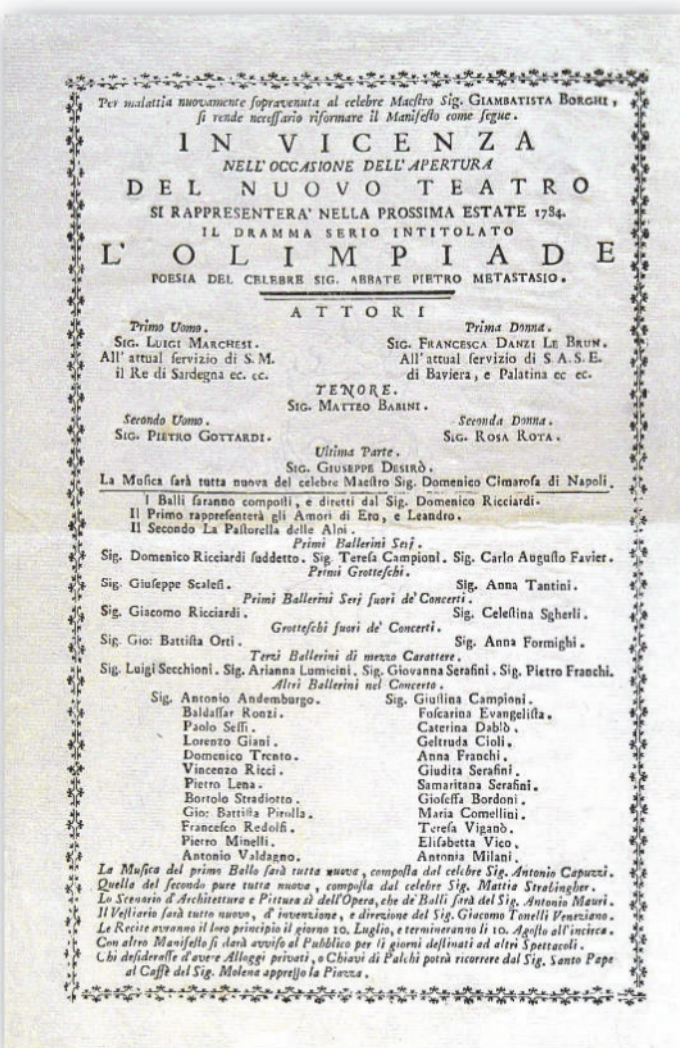 Per malattia nuovamente ſopravenuta al celebre Maeſtro Sig. GIAMBATISTA BORGHI,
ſi rende neceſſario riformare il Manifeſto come ſegue.
IN VICENZA
NELL'OCCASIONE DELL'APERTURA
DEL NUOVO TEATRO
SI RAPPRESENTERA' NELLA PROSSIMA ESTATE 1784.
IL DRAMMA SERIO INTITOLATO
L'OLIMPIADE
POESIA DEL CELEBRE SIG. ABBATE PIETRO METASTASIO.
ATTORI
Primo Uomo. Prima Donna.
SIG. LUIGI MARCHESI. SIG. FRANCESCA DANZI LE BRUN.
All'attual ſervizio di S. M. All'attual ſervizio di S. A. S. E.
il Re di Sardegna ec. ec. di Baviera, e Palatina ec ec.
TENORE.
SIG. MATTEO BABINI.
Secondo Uomo. Seconda Donna.
SIG. PIETRO GOTTARDI. SIG. ROSA ROTA.
Ultima Parte.
SIG. GIUSEPPE DESIRÒ.
La Muſica ſarà tutta nuova del celebre Maeſtro Sig. Domenico Cimaroſa di Napoli.
I Balli ſaranno compoſti, e diretti dal Sig. Domenico Ricciardi.
Il Primo rappreſenterà gli Amori di Ero, e Leandro.
Il Secondo La Paſtorella delle Alpi.
Primi Ballerini Serj.
Sig. Domenico Ricciardi ſuddetto. Sig. Tereſa Campioni. Sig. Carlo Auguſto Favier.
Primi Grotteſchi.
Sig. Giuſeppe Scaleſi. Sig. Anna Tantini.
Primi Ballerini Serj fuori de' Concerti.
Sig. Giacomo Ricciardi. Sig. Celeſtina Sgherli.
Grotteſchi fuori de' Concerti.
Sig. Gio: Battiſta Orti. Sig. Anna Formighi.
Terzi Ballerini di mezzo Carattere.
Sig. Luigi Secchioni. Sig. Arianna Lumicini. Sig. Giovanna Serafini. Sig. Pietro Franchi.
Altri Ballerini nel Concerto.
Sig. Antonio Andemburgo. Sig. Giuſtina Campioni.
Baldaſſar Ronzi. Foſcarina Evangeliſta.
Paolo Seſſi. Caterina Dablò.
Lorenzo Giani. Geltruda Cioli.
Domenico Trento. Anna Franchi.
Vincenzo Ricci. Giudita Serafini.
Pietro Lena. Samaritana Serafini.
Bortolo Stradiotto. Gioſeffa Bordoni.
Gio: Battiſta Pirolla. Maria Comellini.
Franceſco Redolfi. Tereſa Viganò.
Pietro Minelli. Eliſabetta Vico.
Antonio Valdagno. Antonia Milani.
La Muſica del primo Ballo ſarà tutta nuova, compoſta dal celebre Sig. Antonio Capuzzi.
Quella del ſecondo pure tutta nuova, compoſta dal celebre Sig. Mattia Strabingher.
Lo Scenario d'Architettura e Pittura sì dell'Opera, che de' Balli ſarà del Sig. Antonio Mauri.
Il Veſtiario ſarà tutto nuovo, d'invenzione, e direzione del Sig. Giacomo Tonelli Veneziano.
Le Recite avranno il loro principio il giorno 10. Luglio, e termineranno li 10. Agoſto all'incirca.
Con altro Manifeſto ſi darà avviſo al Pubblico per li giorni deſtinati ad altri Spettacoli.
Chi deſideraſſe d'avere Alloggi privati, o Chiavi di Palchi potrà ricorrere dal Sig. Santo Pape
al Caffè del Sig. Molena appreſſo la Piazza.